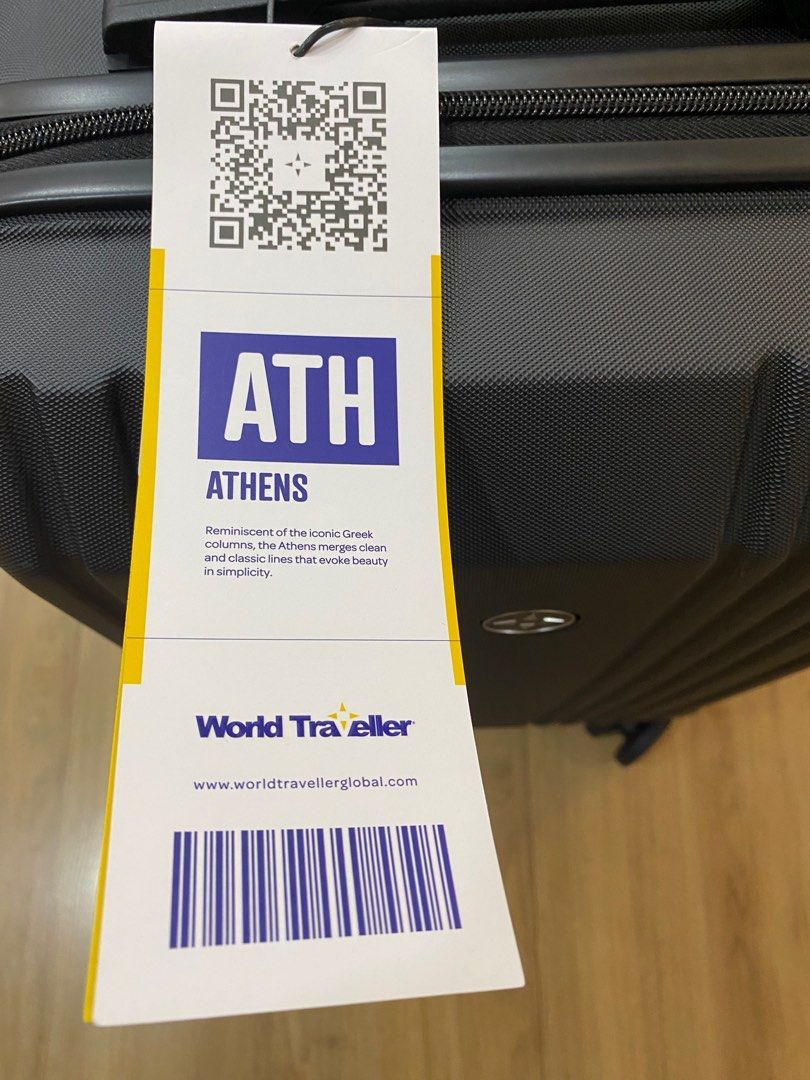 ATH
ATHENS
Reminiscent of the iconic Greek
columns, the Athens merges clean
and classic lines that evoke beauty
in simplicity.
World Traveller
www.worldtravellerglobal.com